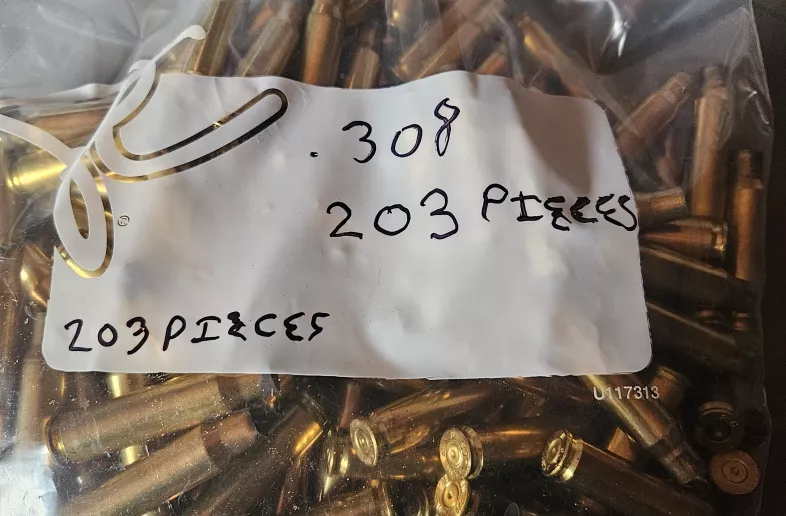 .308
203 PIECES
®
203 PIECES
U117313